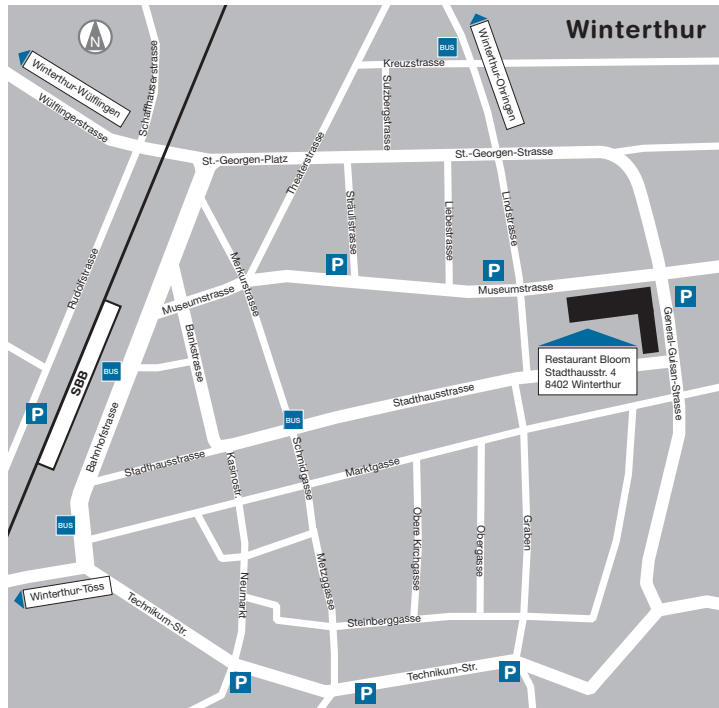 Winterthur
N
BUS
Winterthur-Wülflingen
Winterthur-Ohringen
Kreuzstrasse
Schaffhauserstrasse
Sulzbergstrasse
Wülflingerstrasse
St.-Georgen-Platz
St.-Georgen-Strasse
Theaterstrasse
Sträulistrasse
Liebestrasse
Lindstrasse
Rudolfstrasse
Merkurstrasse
P
P
Museumstrasse
Museumstrasse
P
Bankstrasse
General-Guisan-Strasse
SBB
BUS
Restaurant Bloom
Stadthausstr. 4
8402 Winterthur
Stadthausstrasse
P
BUS
Bahnhofstrasse
Stadthausstrasse
Kasinostr.
Schmidgasse
Marktgasse
BUS
Obere Kirchgasse
Obergasse
Graben
Winterthur-Töss
Technikum-Str.
Neumarkt
Metzggasse
Steinberggasse
Technikum-Str.
P
P
P